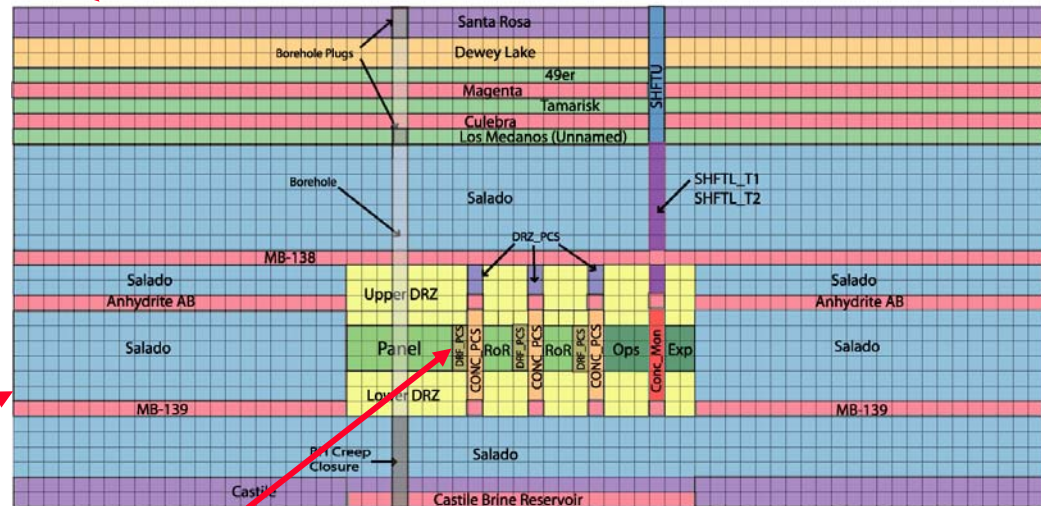 Santa Rosa
Borehole Plugs
Dewey Lake
49er
Magenta
Tamarisk
Culebra
Los Medanos (Unnamed)
SHFTU
Borehole
Salado
SHFTL_T1
SHFTL_T2
DRZ_PCS
MB-138
Salado
Upper DRZ
Salado
Anhydrite AB
Anhydrite AB
Salado
Panel
DRF_PCS
CONC_PCS
RoR
DRF_PCS
CONC_PCS
RoR
DRF_PCS
CONC_PCS
Ops
Conc_Mon
Exp
Salado
Lower DRZ
MB-139
MB-139
BH Creep
Closure
Salado
Castile
Castile Brine Reservoir